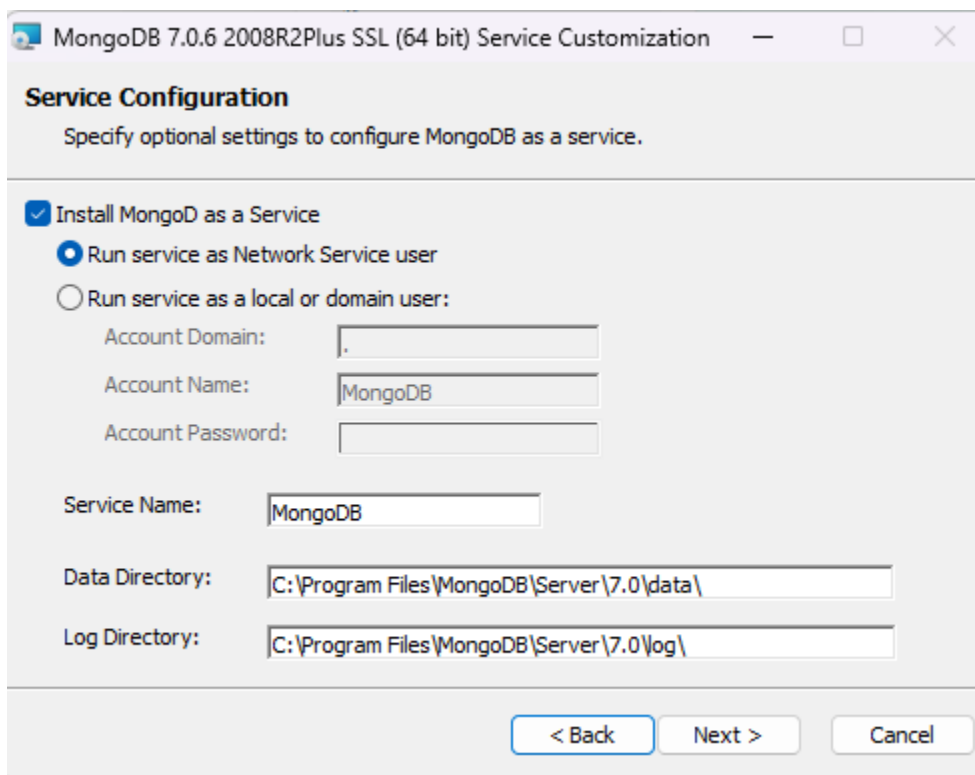 MongoDB 7.0.6 2008R2Plus SSL (64 bit) Service Customization
Service Configuration
Specify optional settings to configure MongoDB as a service.
Install MongoD as a Service
Run service as Network Service user
Run service as a local or domain user:
Account Domain: .
Account Name: MongoDB
Account Password:
Service Name: MongoDB
Data Directory: C:\Program Files\MongoDB\Server\7.0\data\
Log Directory: C:\Program Files\MongoDB\Server\7.0\log\
< Back Next > Cancel